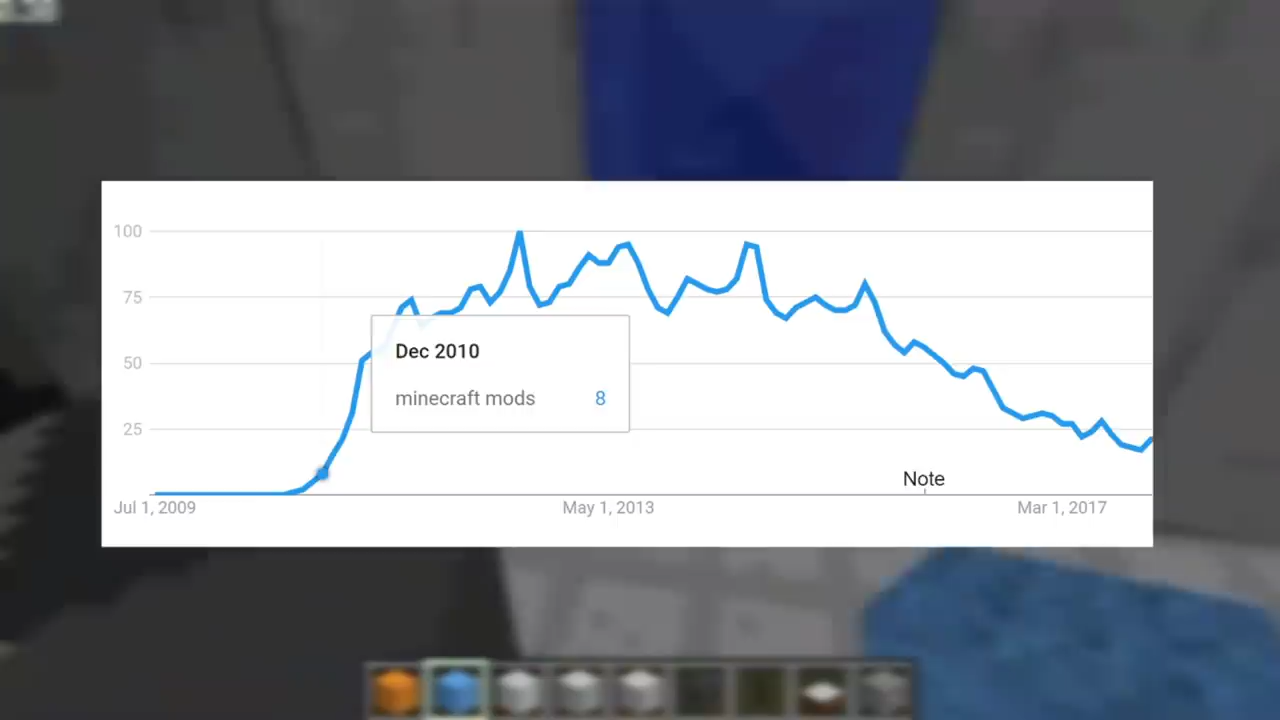 100
75
50
25
Dec 2010
minecraft mods 8
Note
Jul 1, 2009 May 1, 2013 Mar 1, 2017